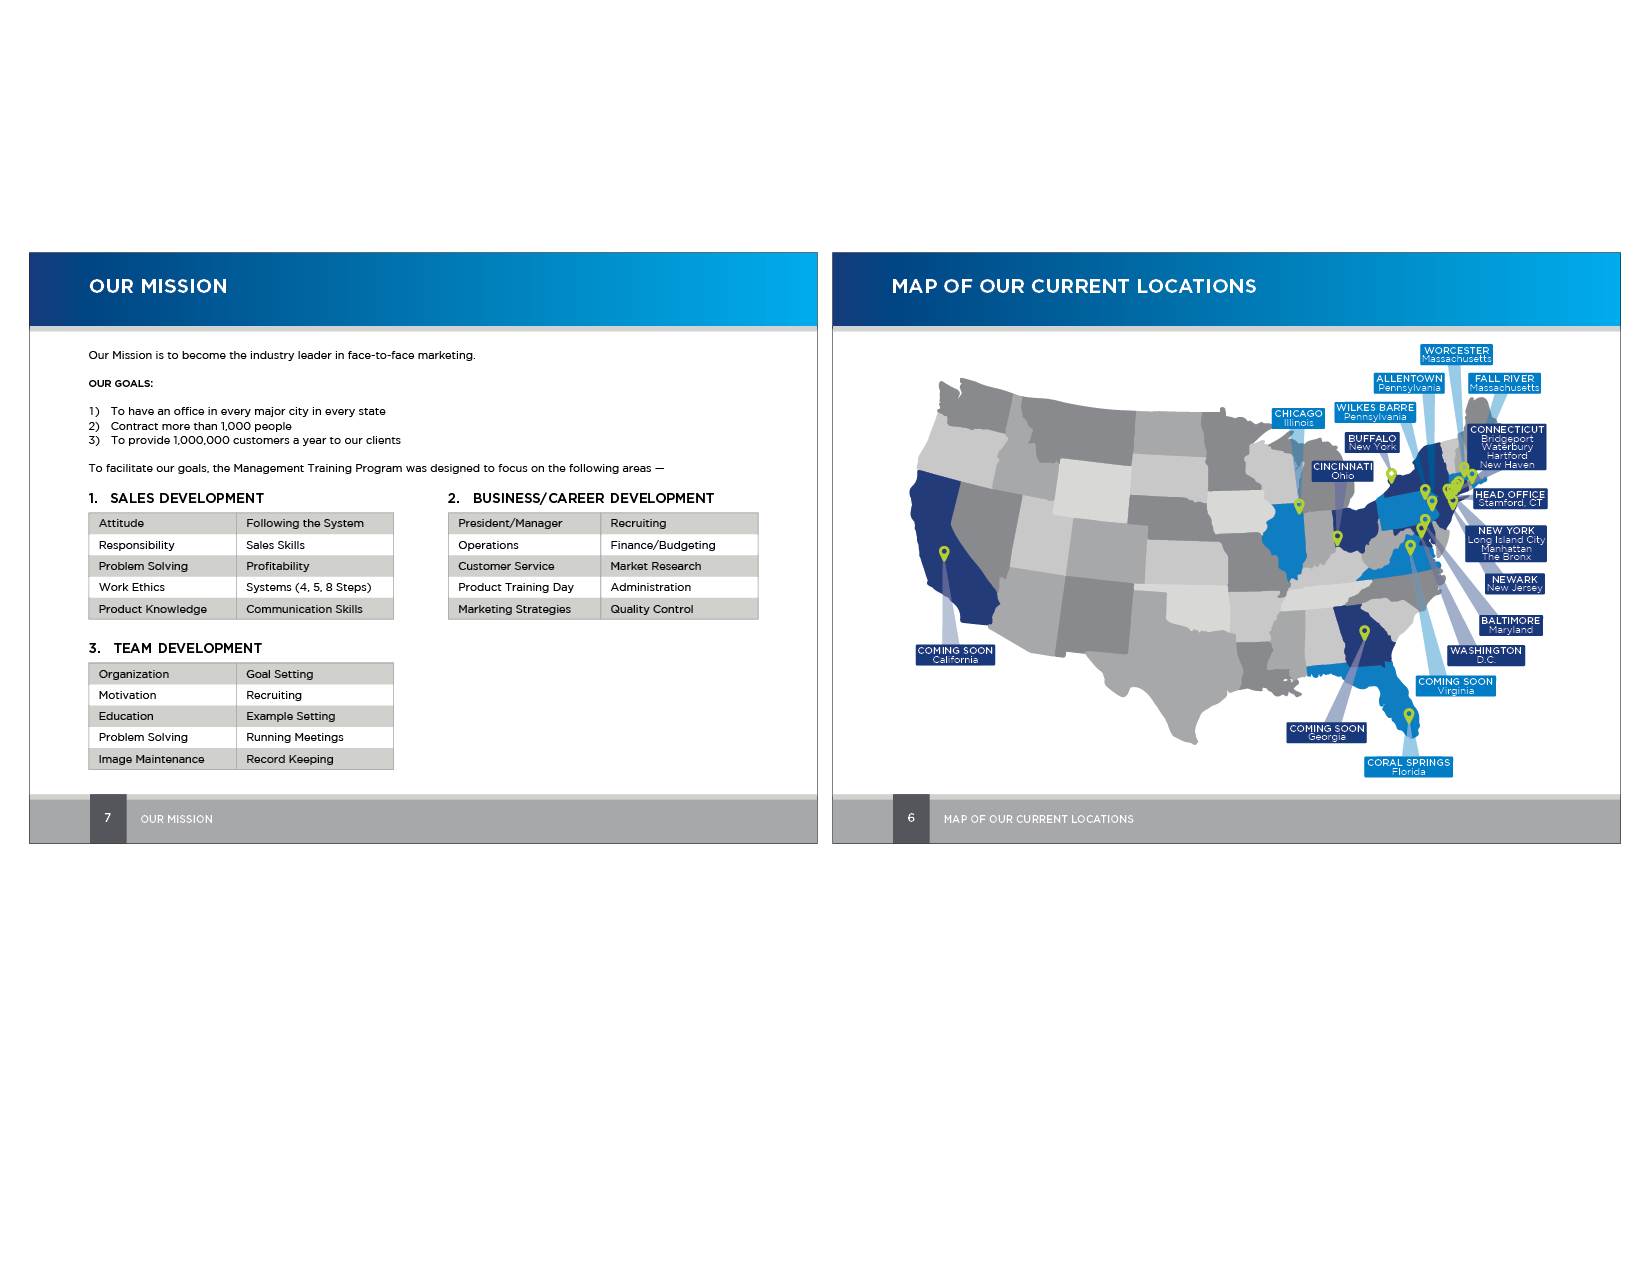 OUR MISSION
Our Mission is to become the industry leader in face-to-face marketing.
OUR GOALS:
1) To have an office in every major city in every state
2) Contract more than 1,000 people
3) To provide 1,000,000 customers a year to our clients
To facilitate our goals, the Management Training Program was designed to focus on the following areas —
1. SALES DEVELOPMENT
Attitude Following the System
Responsibility Sales Skills
Problem Solving Profitability
Work Ethics Systems (4, 5, 8 Steps)
Product Knowledge Communication Skills
2. BUSINESS/CAREER DEVELOPMENT
President/Manager Recruiting
Operations Finance/Budgeting
Customer Service Market Research
Product Training Day Administration
Marketing Strategies Quality Control
3. TEAM DEVELOPMENT
Organization Goal Setting
Motivation Recruiting
Education Example Setting
Problem Solving Running Meetings
Image Maintenance Record Keeping
7 OUR MISSION
MAP OF OUR CURRENT LOCATIONS
WORCESTER
Massachusetts
ALLENTOWN
Pennsylvania
FALL RIVER
Massachusetts
CHICAGO
Illinois
WILKES BARRE
Pennsylvania
BUFFALO
New York
CONNECTICUT
Bridgeport
Waterbury
Hartford
New Haven
CINCINNATI
Ohio
HEAD OFFICE
Stamford, CT
NEW YORK
Long Island City
Manhattan
The Bronx
NEWARK
New Jersey
BALTIMORE
Maryland
WASHINGTON
D.C.
COMING SOON
California
COMING SOON
Virginia
COMING SOON
Georgia
CORAL SPRINGS
Florida
6 MAP OF OUR CURRENT LOCATIONS